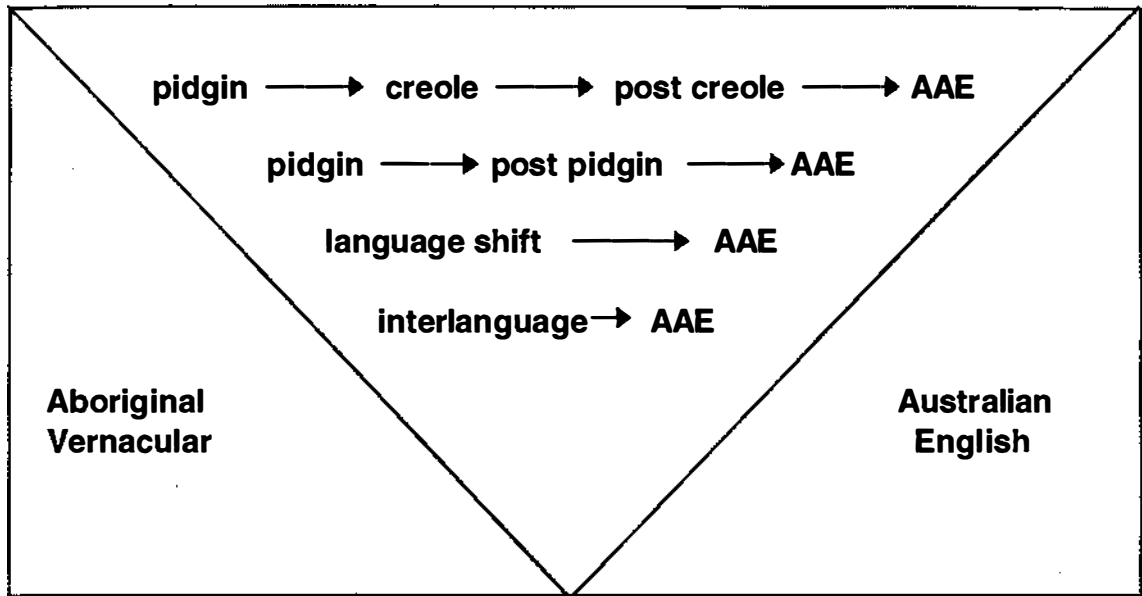 pidgin → creole → post creole → AAE
pidgin → post pidgin → AAE
language shift → AAE
interlanguage → AAE
Aboriginal
Vernacular
Australian
English